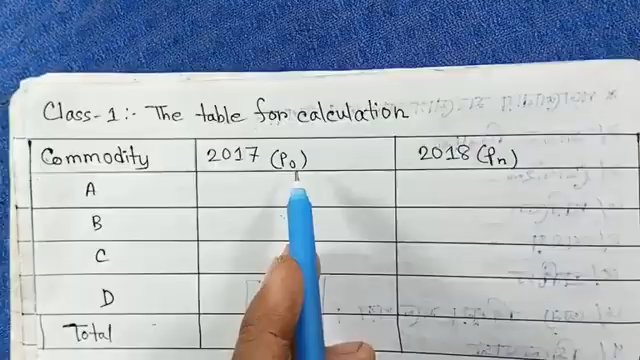 Class-1:- The table for calculation
Commodity 2017 (P₀) 2018 (Pn)
A
B
C
D
Total